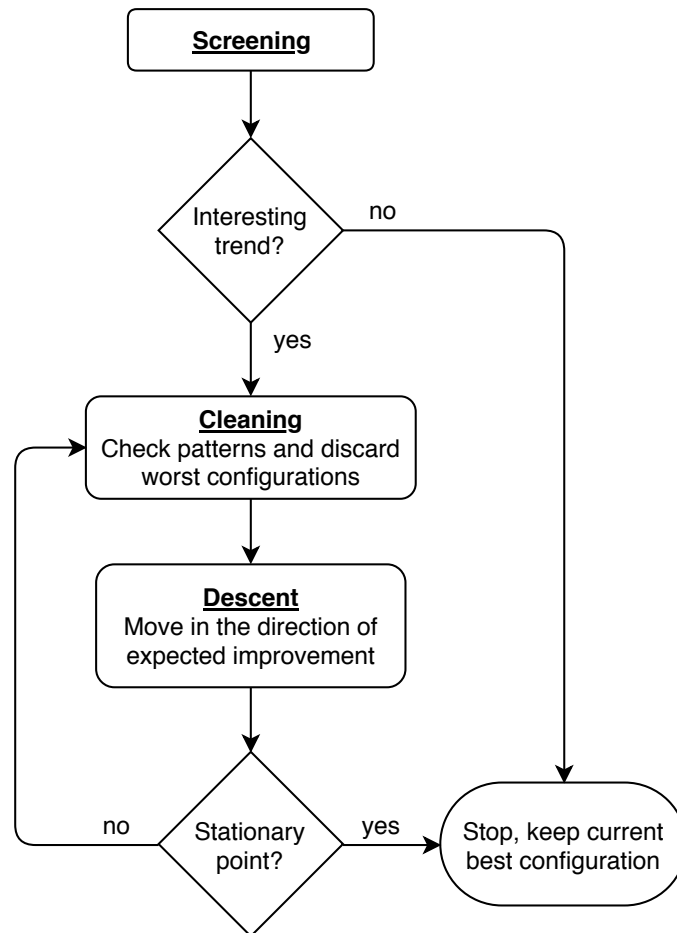 Screening
Interesting
trend?
no
yes
Cleaning
Check patterns and discard
worst configurations
Descent
Move in the direction of
expected improvement
no
Stationary
point?
yes
Stop, keep current
best configuration